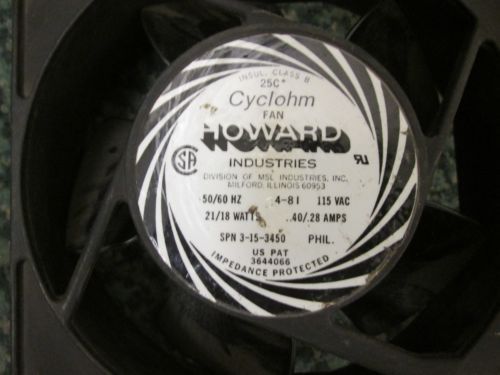 INSUL. CLASS B
25C°
Cyclohm
FAN
HOWARD
INDUSTRIES
DIVISION OF MSL INDUSTRIES, INC.
MILFORD, ILLINOIS 60953
50/60 HZ 4-81 115 VAC
21/18 WATTS .40/.28 AMPS
SPN 3-15-3450 PHIL.
US PAT
3644066
IMPEDANCE PROTECTED